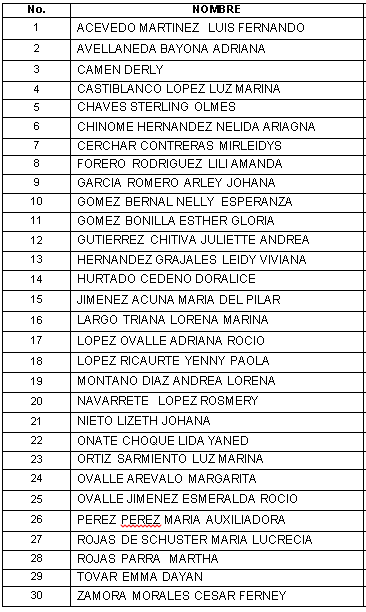 No. NOMBRE
1 ACEVEDO MARTINEZ LUIS FERNANDO
2 AVELLANEDA BAYONA ADRIANA
3 CAMEN DERLY
4 CASTIBLANCO LOPEZ LUZ MARINA
5 CHAVES STERLING OLMES
6 CHINOME HERNANDEZ NELIDA ARIAGNA
7 CERCHAR CONTRERAS MIRLEIDYS
8 FORERO RODRIGUEZ LILI AMANDA
9 GARCIA ROMERO ARLEY JOHANA
10 GOMEZ BERNAL NELLY ESPERANZA
11 GOMEZ BONILLA ESTHER GLORIA
12 GUTIERREZ CHITIVA JULIETTE ANDREA
13 HERNANDEZ GRAJALES LEIDY VIVIANA
14 HURTADO CEDENO DORALICE
15 JIMENEZ ACUNA MARIA DEL PILAR
16 LARGO TRIANA LORENA MARINA
17 LOPEZ OVALLE ADRIANA ROCIO
18 LOPEZ RICAURTE YENNY PAOLA
19 MONTANO DIAZ ANDREA LORENA
20 NAVARRETE LOPEZ ROSMERY
21 NIETO LIZETH JOHANA
22 ONATE CHOQUE LIDA YANED
23 ORTIZ SARMIENTO LUZ MARINA
24 OVALLE AREVALO MARGARITA
25 OVALLE JIMENEZ ESMERALDA ROCIO
26 PEREZ PEREZ MARIA AUXILIADORA
27 ROJAS DE SCHUSTER MARIA LUCRECIA
28 ROJAS PARRA MARTHA
29 TOVAR EMMA DAYAN
30 ZAMORA MORALES CESAR FERNEY